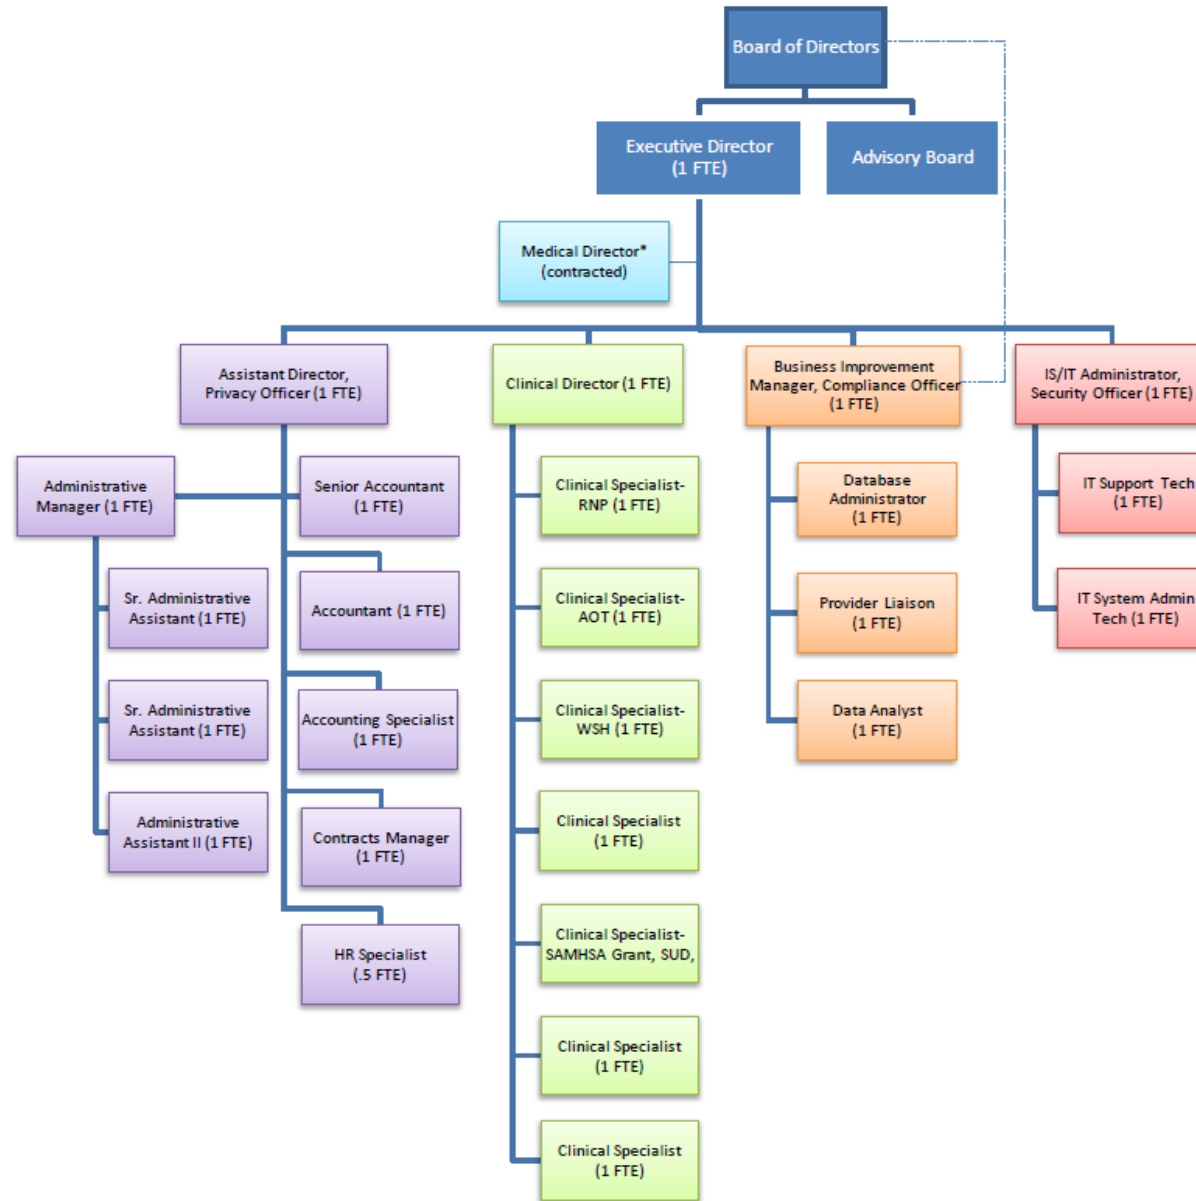 Board of Directors
Executive Director
(1 FTE)
Advisory Board
Medical Director*
(contracted)
Assistant Director,
Privacy Officer (1 FTE)
Clinical Director (1 FTE)
Business Improvement
Manager, Compliance Officer
(1 FTE)
IS/IT Administrator,
Security Officer (1 FTE)
Administrative
Manager (1 FTE)
Senior Accountant
(1 FTE)
Clinical Specialist-
RNP (1 FTE)
Database
Administrator
(1 FTE)
IT Support Tech
(1 FTE)
Sr. Administrative
Assistant (1 FTE)
Accountant (1 FTE)
Clinical Specialist-
AOT (1 FTE)
Provider Liaison
(1 FTE)
IT System Admin
Tech (1 FTE)
Sr. Administrative
Assistant (1 FTE)
Accounting Specialist
(1 FTE)
Clinical Specialist-
WSH (1 FTE)
Data Analyst
(1 FTE)
Administrative
Assistant II (1 FTE)
Contracts Manager
(1 FTE)
Clinical Specialist
(1 FTE)
HR Specialist
(.5 FTE)
Clinical Specialist-
SAMHSA Grant, SUD,
Clinical Specialist
(1 FTE)
Clinical Specialist
(1 FTE)